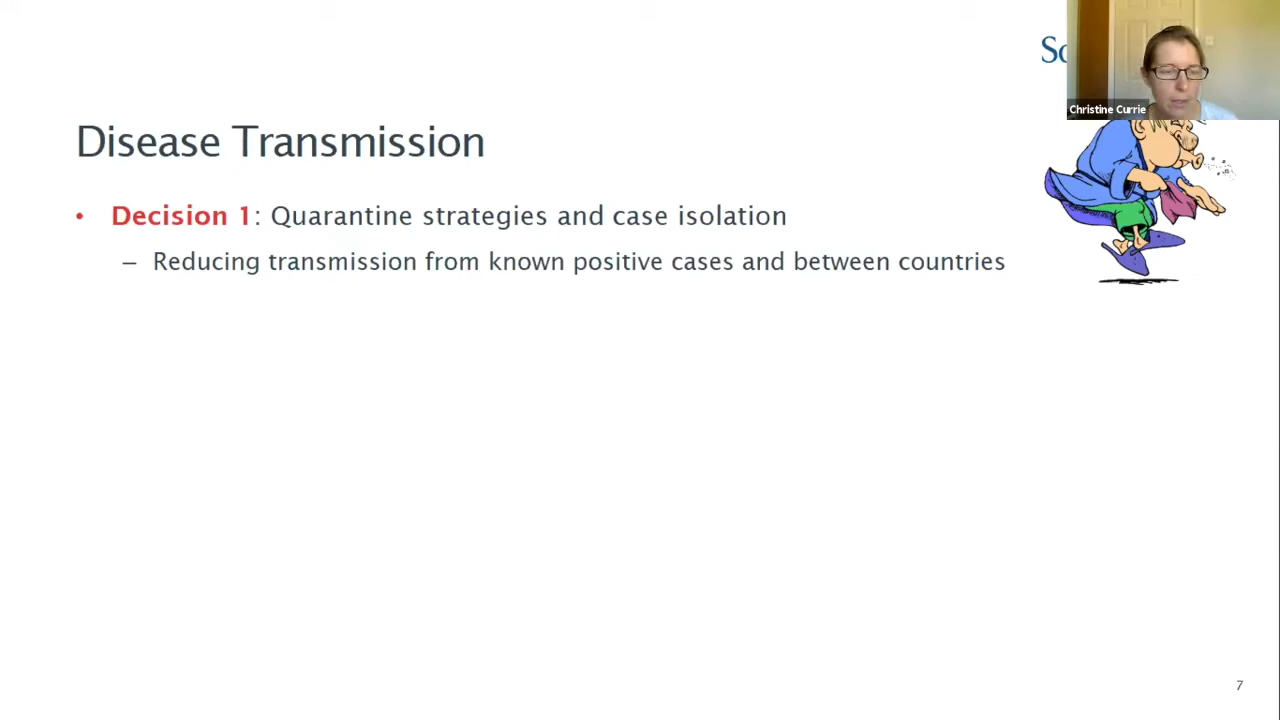 Christine Currie
Disease Transmission
• Decision 1: Quarantine strategies and case isolation
– Reducing transmission from known positive cases and between countries
7